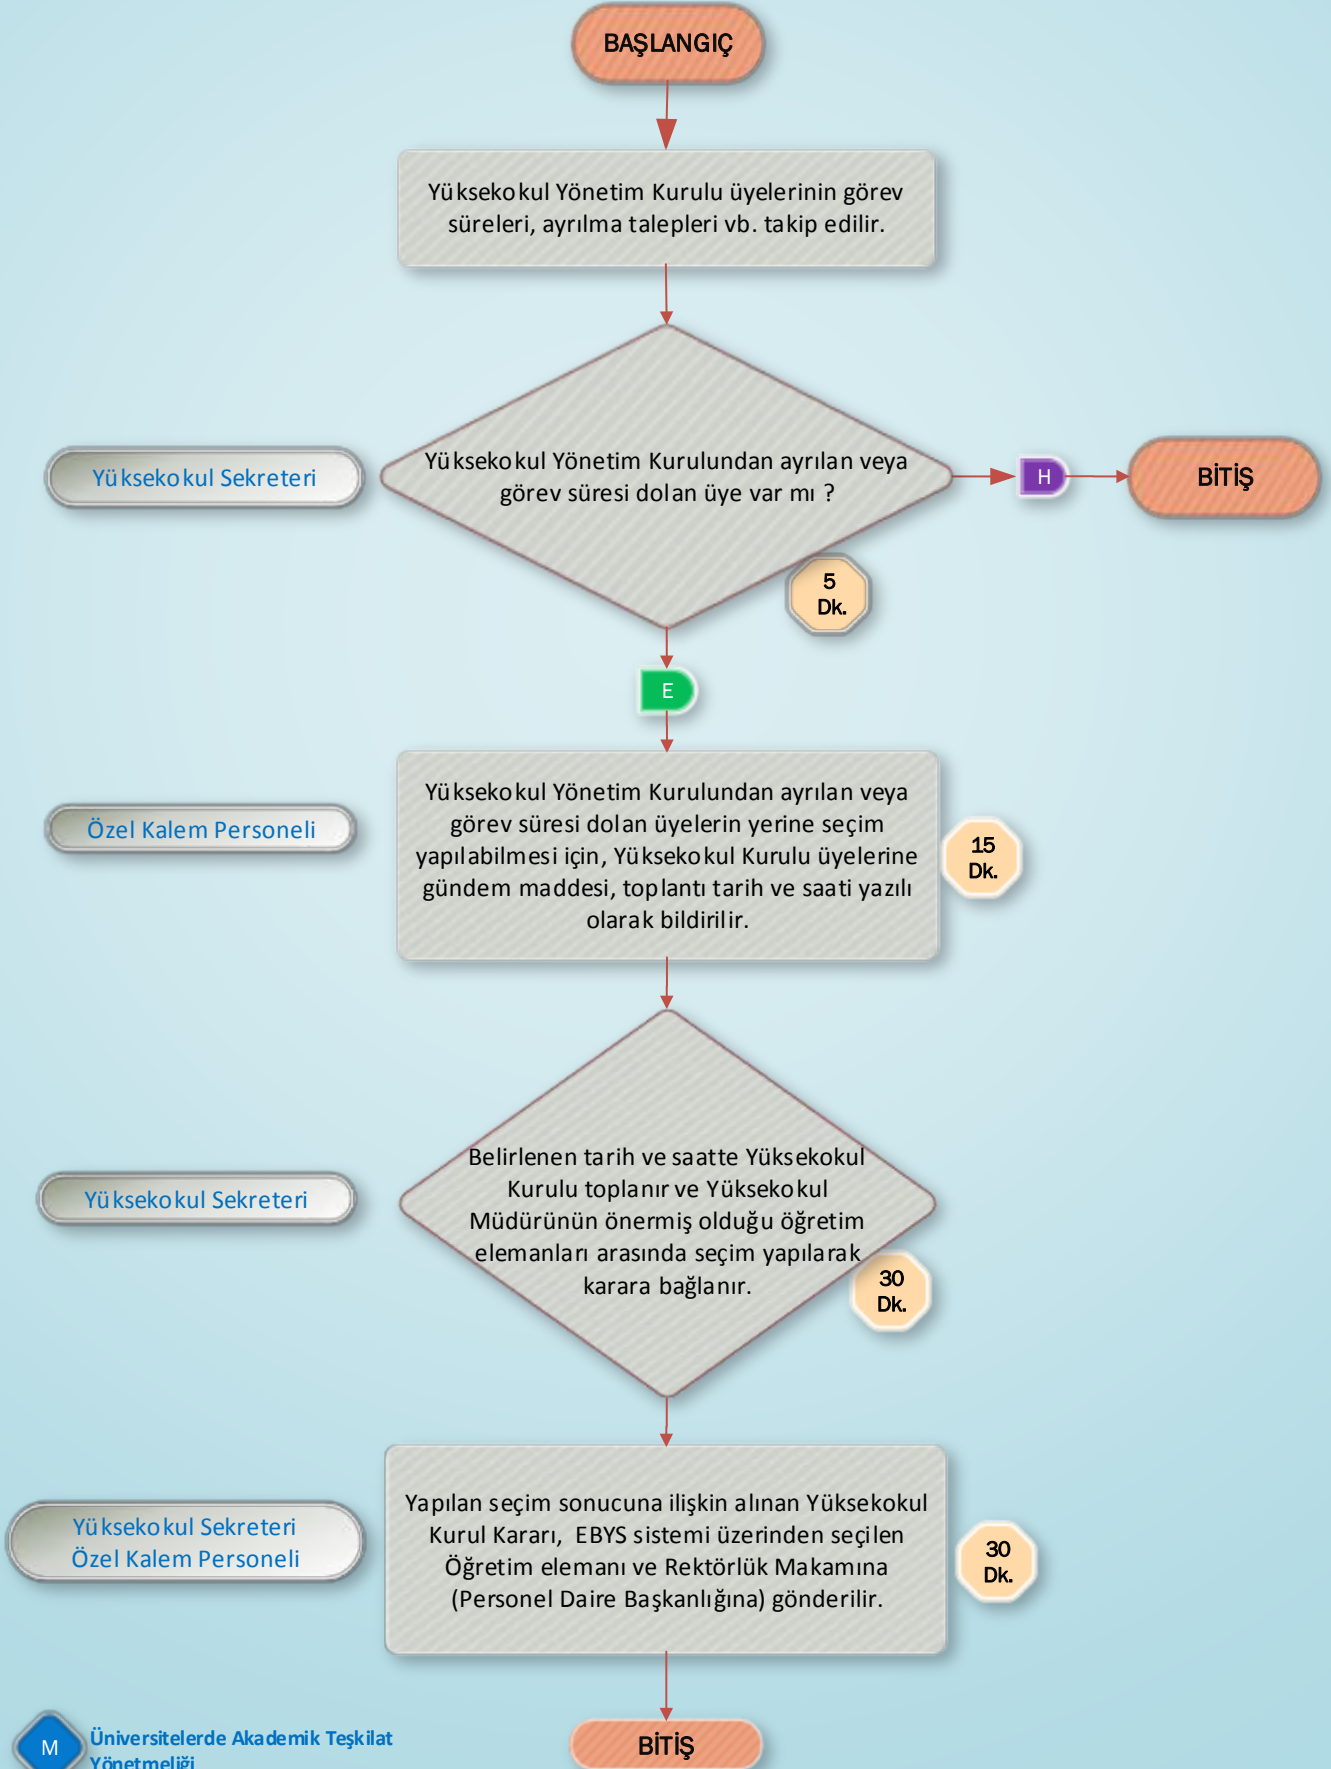 BAŞLANGIÇ
Yüksekokul Yönetim Kurulu üyelerinin görev
süreleri, ayrılma talepleri vb. takip edilir.
Yüksekokul Sekreteri
Yüksekokul Yönetim Kurulundan ayrılan veya
görev süresi dolan üye var mı ?
H
BİTİŞ
5
Dk.
E
Özel Kalem Personeli
Yüksekokul Yönetim Kurulundan ayrılan veya
görev süresi dolan üyelerin yerine seçim
yapılabilmesi için, Yüksekokul Kurulu üyelerine
gündem maddesi, toplantı tarih ve saati yazılı
olarak bildirilir.
15
Dk.
Yüksekokul Sekreteri
Belirlenen tarih ve saatte Yüksekokul
Kurulu toplanır ve Yüksekokul
Müdürünün önermiş olduğu öğretim
elemanları arasında seçim yapılarak
karara bağlanır.
30
Dk.
Yüksekokul Sekreteri
Özel Kalem Personeli
Yapılan seçim sonucuna ilişkin alınan Yüksekokul
Kurul Kararı, EBYS sistemi üzerinden seçilen
Öğretim elemanı ve Rektörlük Makamına
(Personel Daire Başkanlığına) gönderilir.
30
Dk.
M
Üniversitelerde Akademik Teşkilat
Yönetmeliği
BİTİŞ